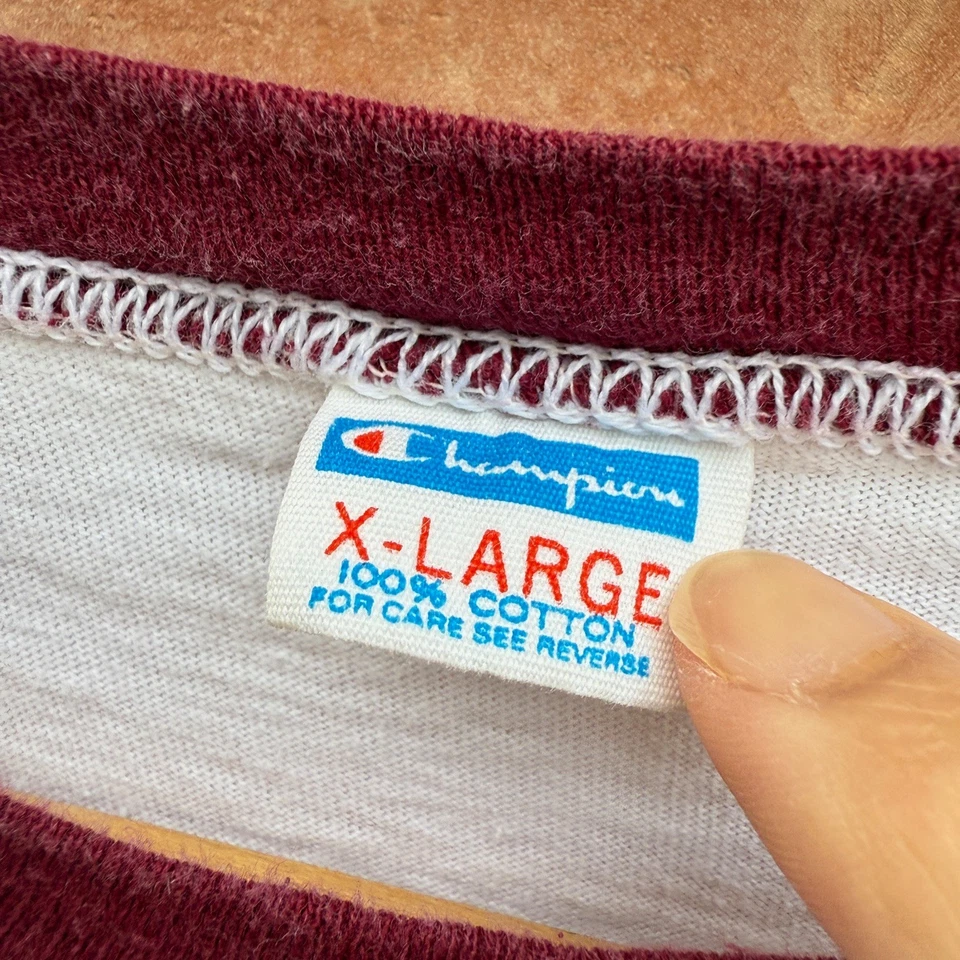 Champion
X-LARGE
100% COTTON
FOR CARE SEE REVERSE